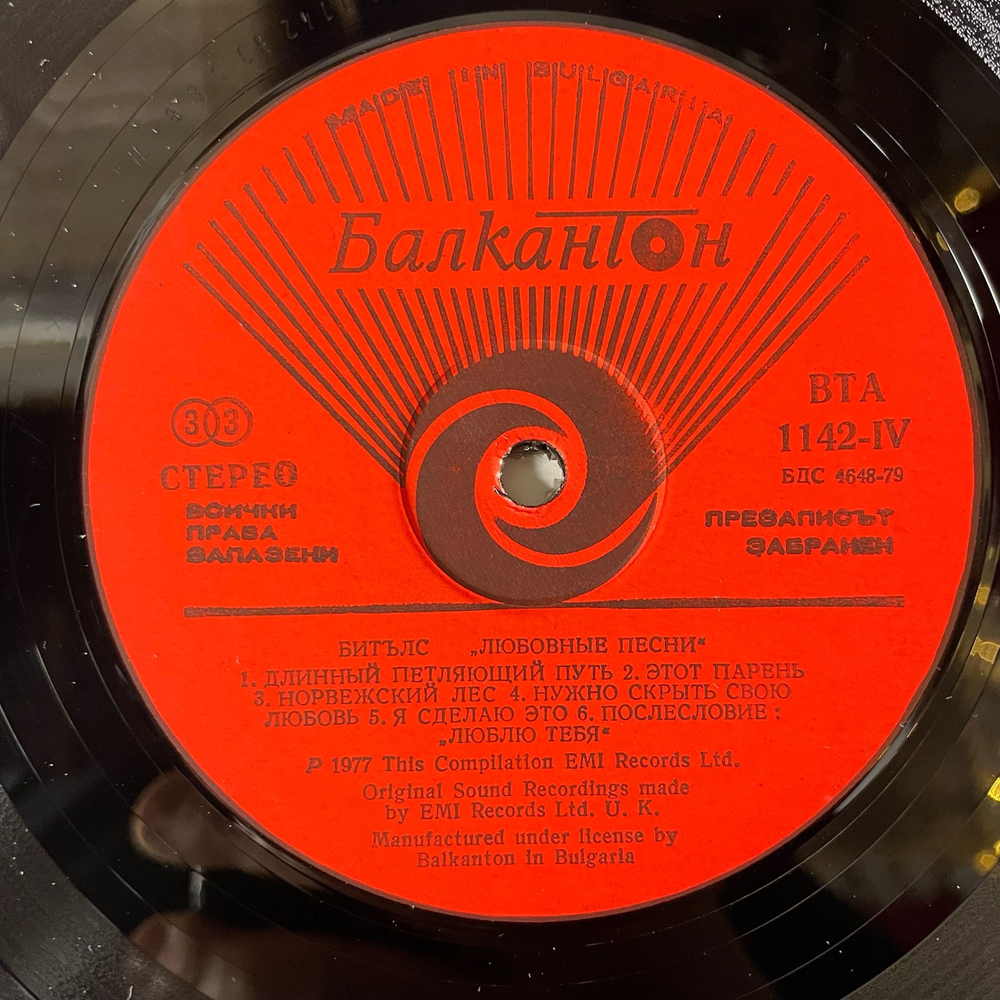 MADE IN BULGARIA
Балкантон
33
СТЕРЕО
ВСИЧКИ
ПРАВА
ЗАПАЗЕНИ
ВТА
1142-IV
БДС 4648-79
ПРЕЗАПИСЪТ
ЗАБРАНЕН
БИТЪЛС „ЛЮБОВНЫЕ ПЕСНИ“
1. ДЛИННЫЙ ПЕТЛЯЮЩИЙ ПУТЬ 2. ЭТОТ ПАРЕНЬ
3. НОРВЕЖСКИЙ ЛЕС 4. НУЖНО СКРЫТЬ СВОЮ
ЛЮБОВЬ 5. Я СДЕЛАЮ ЭТО 6. ПОСЛЕСЛОВИЕ :
„ЛЮБЛЮ ТЕБЯ“
P 1977 This Compilation EMI Records Ltd.
Original Sound Recordings made
by EMI Records Ltd. U. K.
Manufactured under license by
Balkanton in Bulgaria